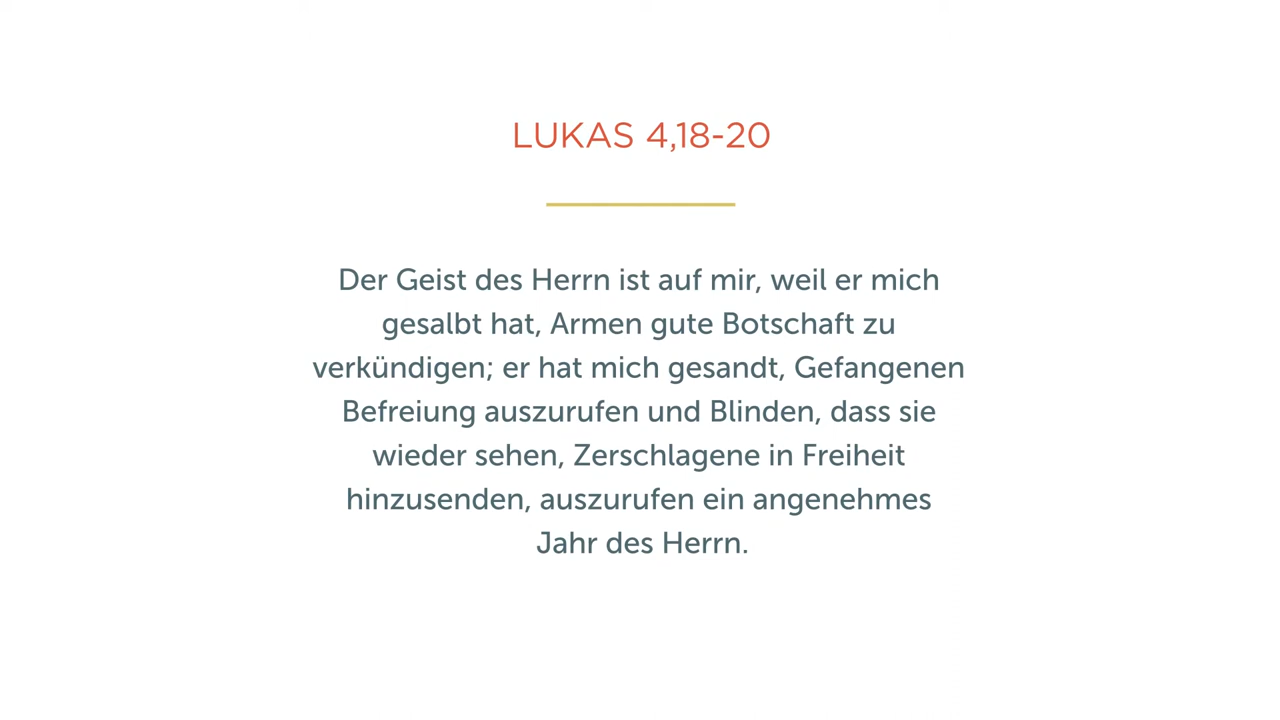 LUKAS 4,18-20
Der Geist des Herrn ist auf mir, weil er mich
gesalbt hat, Armen gute Botschaft zu
verkündigen; er hat mich gesandt, Gefangenen
Befreiung auszurufen und Blinden, dass sie
wieder sehen, Zerschlagene in Freiheit
hinzusenden, auszurufen ein angenehmes
Jahr des Herrn.